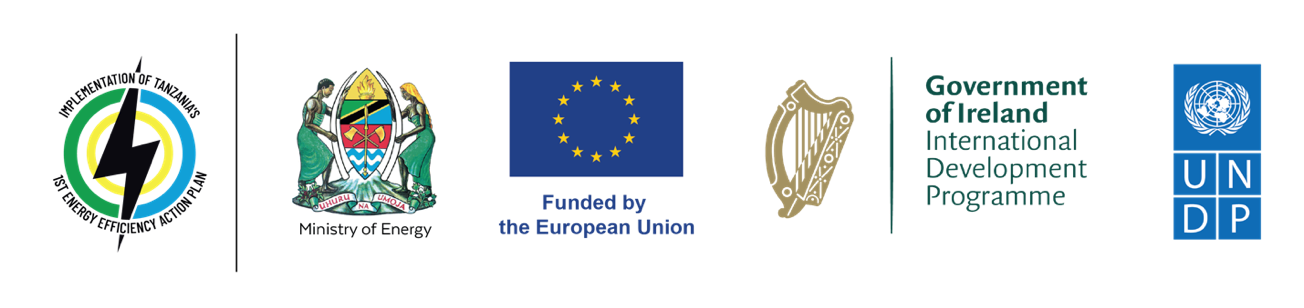 IMPLEMENTATION OF TANZANIA'S
1ST ENERGY EFFICIENCY ACTION PLAN
UHURU NA UMOJA
Ministry of Energy
Funded by
the European Union
Government
of Ireland
International
Development
Programme
U N
D P